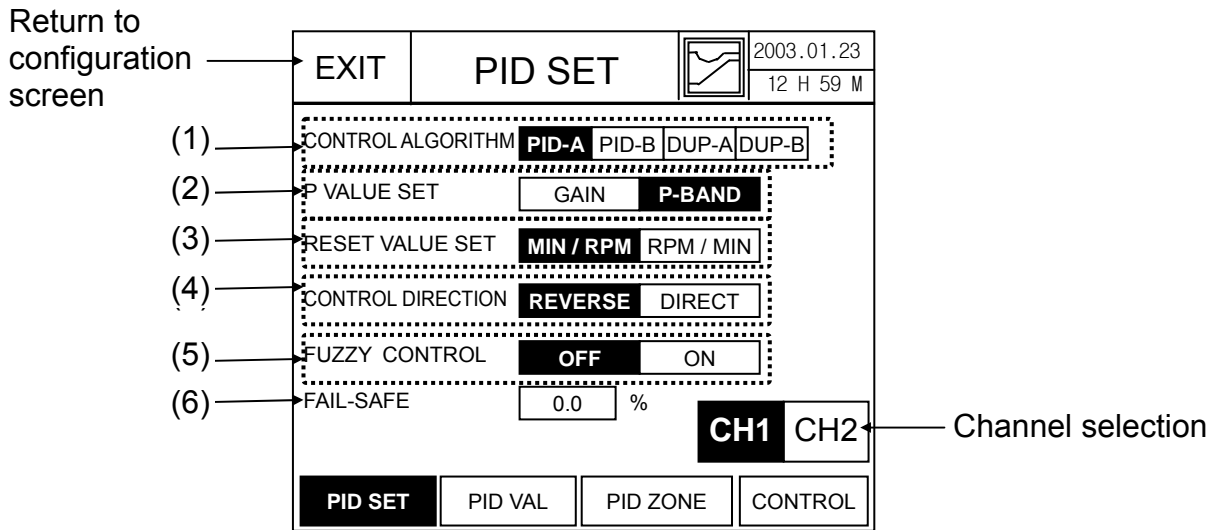 Return to
configuration
screen
EXIT
PID SET
2003.01.23
12 H 59 M
(1)
CONTROL ALGORITHM PID-A PID-B DUP-A DUP-B
(2)
P VALUE SET GAIN P-BAND
(3)
RESET VALUE SET MIN / RPM RPM / MIN
(4)
CONTROL DIRECTION REVERSE DIRECT
(5)
FUZZY CONTROL OFF ON
(6)
FAIL-SAFE 0.0 %
CH1 CH2
Channel selection
PID SET PID VAL PID ZONE CONTROL